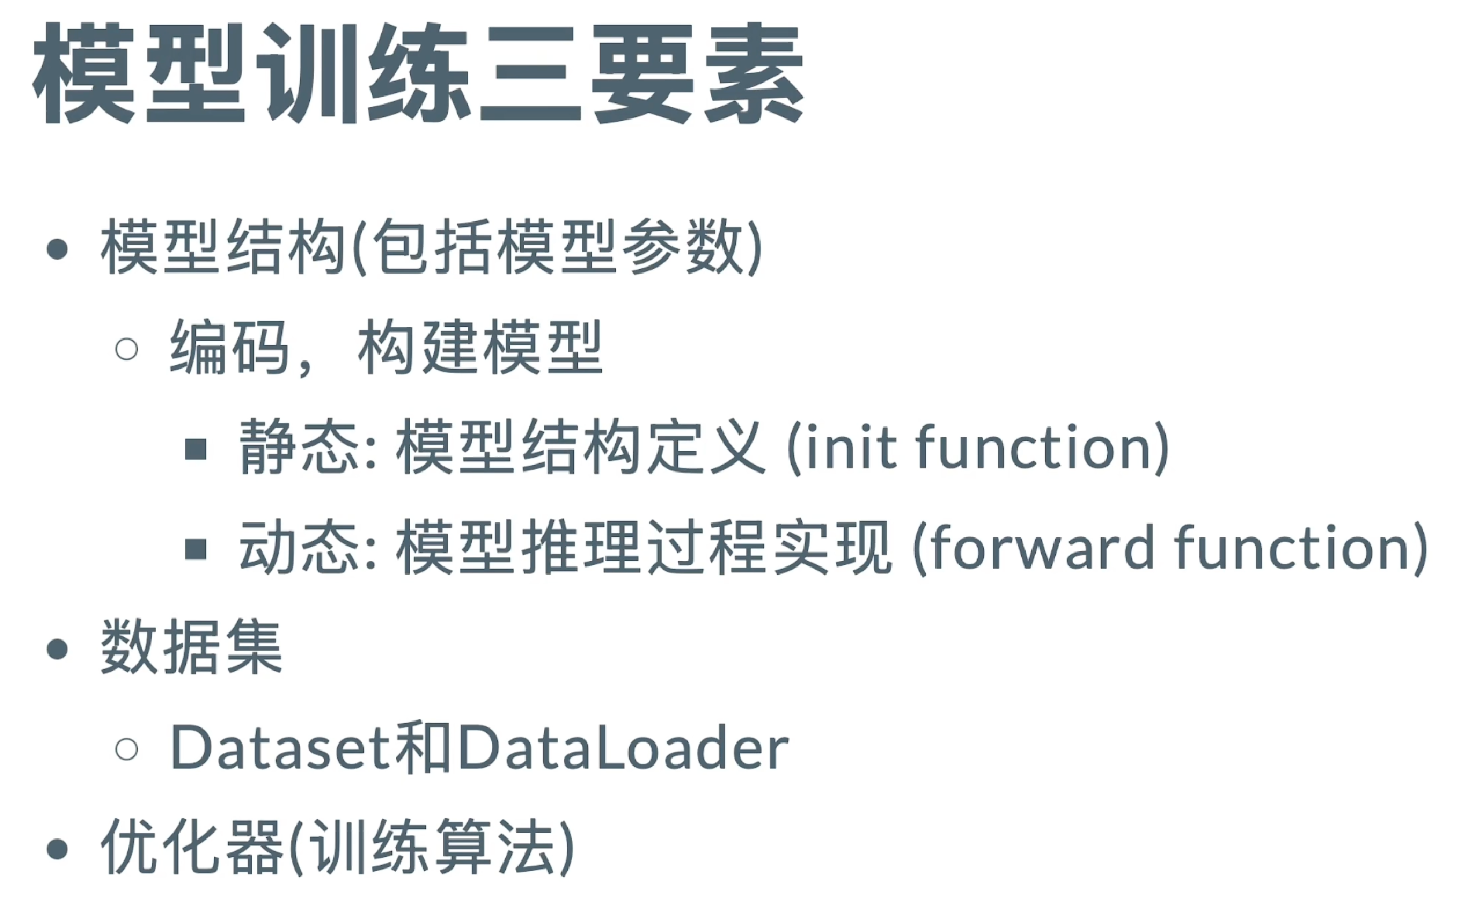 模型训练三要素
• 模型结构(包括模型参数)
○ 编码，构建模型
▪ 静态: 模型结构定义 (init function)
▪ 动态: 模型推理过程实现 (forward function)
• 数据集
○ Dataset和DataLoader
• 优化器(训练算法)